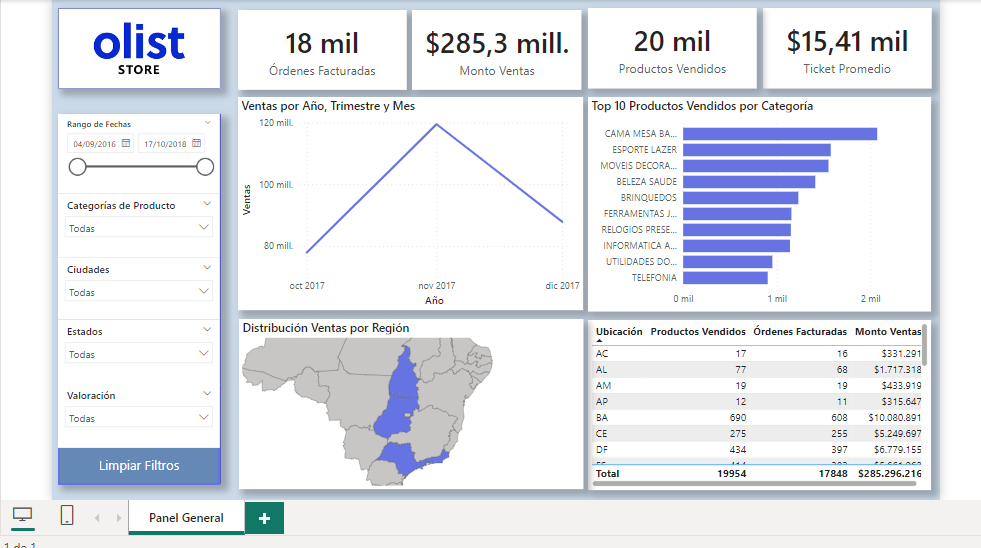 olist
STORE
18 mil
Órdenes Facturadas
$285,3 mill.
Monto Ventas
20 mil
Productos Vendidos
$15,41 mil
Ticket Promedio
Rango de Fechas
04/09/2016 17/10/2018
Categorías de Producto
Todas
Ciudades
Todas
Estados
Todas
Valoración
Todas
Limpiar Filtros
Ventas por Año, Trimestre y Mes
Ventas
120 mill.
100 mill.
80 mill.
oct 2017 nov 2017 dic 2017
Año
Top 10 Productos Vendidos por Categoría
CAMA MESA BA...
ESPORTE LAZER
MOVEIS DECORA...
BELEZA SAUDE
BRINQUEDOS
FERRAMENTAS J...
RELOGIOS PRESE...
INFORMATICA A...
UTILIDADES DO...
TELEFONIA
0 mil 1 mil 2 mil
Distribución Ventas por Región
Ubicación Productos Vendidos Órdenes Facturadas Monto Ventas
AC 17 16 $331.291
AL 77 68 $1.717.318
AM 19 19 $433.919
AP 12 11 $315.647
BA 690 608 $10.080.891
CE 275 255 $5.249.697
DF 434 397 $6.779.155
Total 19954 17848 $285.296.216
Panel General
+
1 de 1